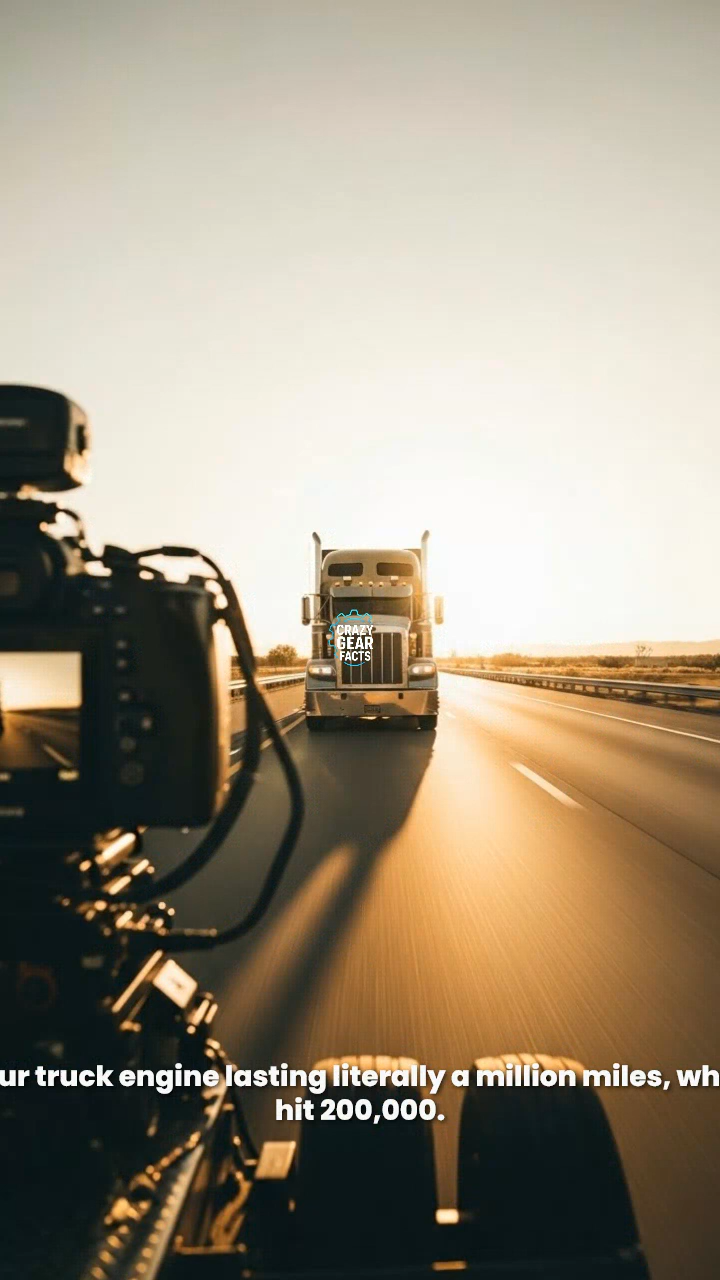 CRAZY
GEAR
FACTS
ur truck engine lasting literally a million miles, wh
hit 200,000.